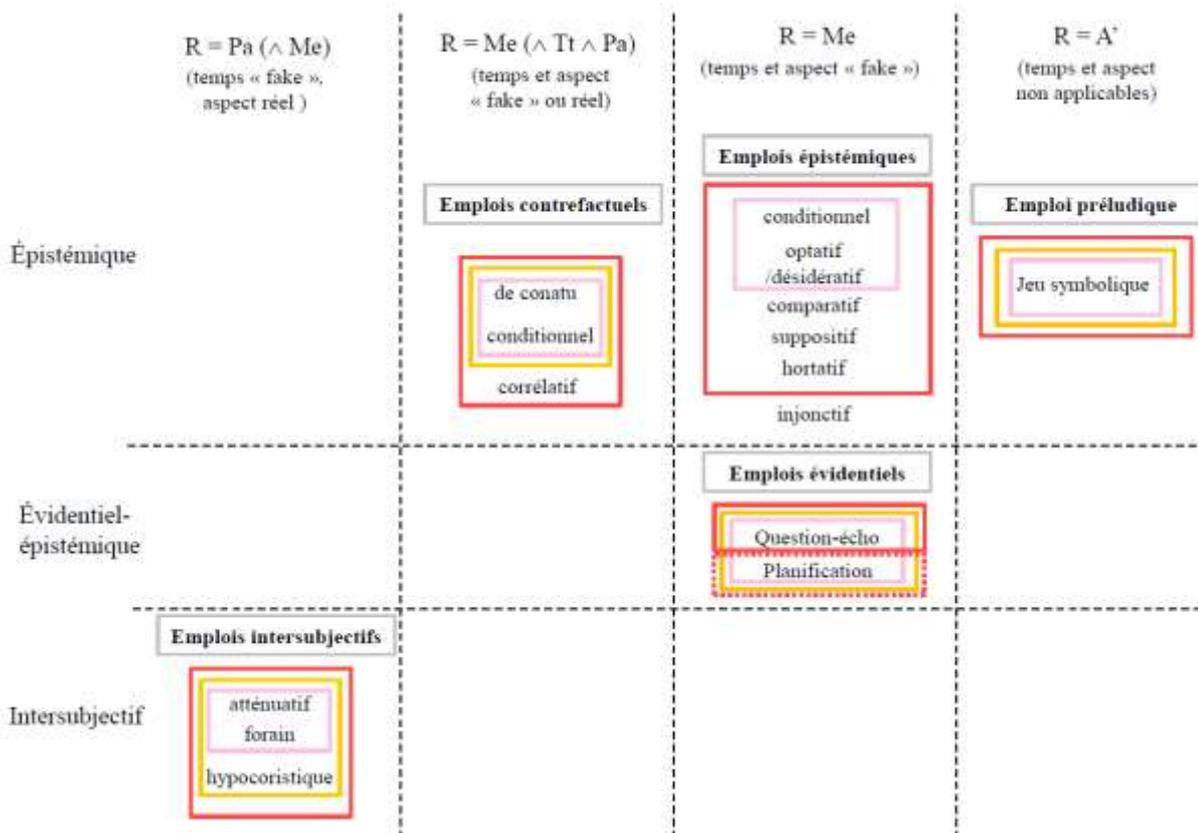 R = Pa (∧ Me)
(temps « fake »,
aspect réel )
R = Me (∧ Tt ∧ Pa)
(temps et aspect
« fake » ou réel)
R = Me
(temps et aspect « fake »)
R = A’
(temps et aspect
non applicables)
Épistémique
Emplois contrefactuels
de conatu
conditionnel
corrélatif
Emplois épistémiques
conditionnel
optatif
/désidératif
comparatif
suppositif
hortatif
injonctif
Emploi préludique
Jeu symbolique
Évidentiel-
épistémique
Emplois évidentiels
Question-écho
Planification
Intersubjectif
Emplois intersubjectifs
atténuatif
forain
hypocoristique